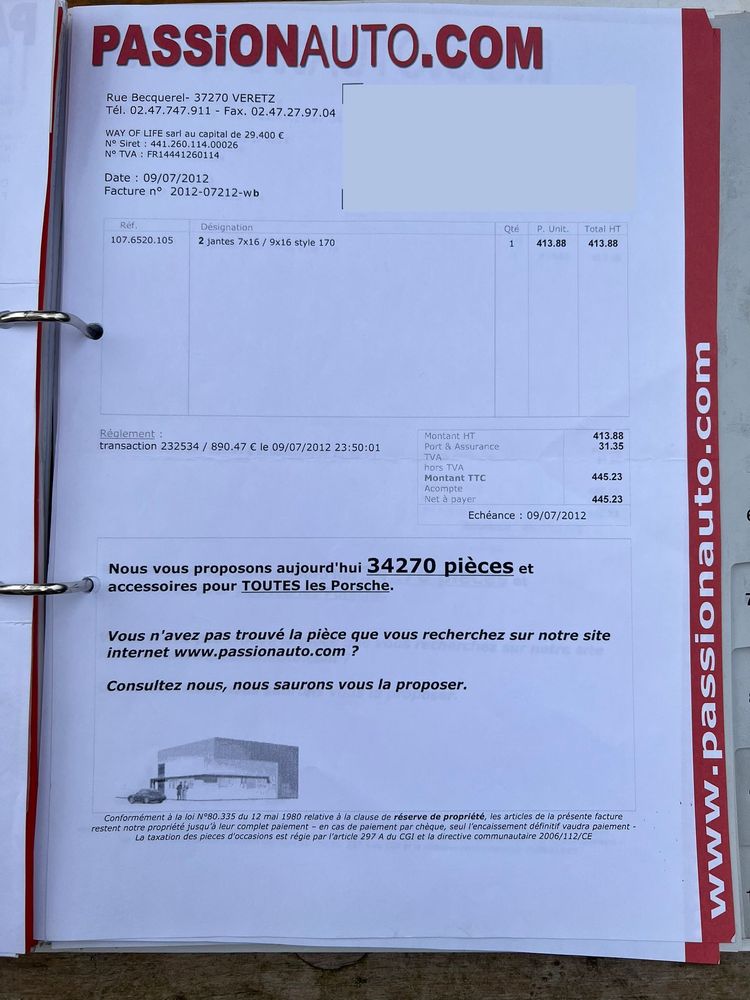 PASSiONAUTO.COM
Rue Becquerel- 37270 VERETZ
Tél. 02.47.747.911 - Fax. 02.47.27.97.04
WAY OF LIFE sarl au capital de 29.400 €
N° Siret : 441.260.114.00026
N° TVA : FR14441260114
Date : 09/07/2012
Facture n° 2012-07212-wb
Réf. Désignation Qté P. Unit. Total HT
107.6520.105 2 jantes 7x16 / 9x16 style 170 1 413.88 413.88
Réglement :
transaction 232534 / 890.47 € le 09/07/2012 23:50:01
Montant HT 413.88
Port & Assurance 31.35
TVA
hors TVA
Montant TTC 445.23
Acompte
Net à payer 445.23
Echéance : 09/07/2012
Nous vous proposons aujourd'hui 34270 pièces et
accessoires pour TOUTES les Porsche.
Vous n'avez pas trouvé la pièce que vous recherchez sur notre site
internet www.passionauto.com ?
Consultez nous, nous saurons vous la proposer.
Conformément à la loi N°80.335 du 12 mai 1980 relative à la clause de réserve de propriété, les articles de la présente facture
restent notre propriété jusqu'à leur complet paiement – en cas de paiement par chèque, seul l'encaissement définitif vaudra paiement -
La taxation des pieces d'occasions est régie par l'article 297 A du CGI et la directive communautaire 2006/112/CE
www.passionauto.com